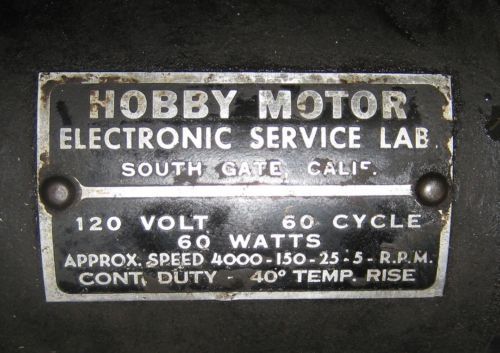 HOBBY MOTOR
ELECTRONIC SERVICE LAB.
SOUTH GATE, CALIF.
120 VOLT 60 CYCLE
60 WATTS
APPROX. SPEED 4000-150-25-5-R.P.M.
CONT. DUTY - 40° TEMP. RISE